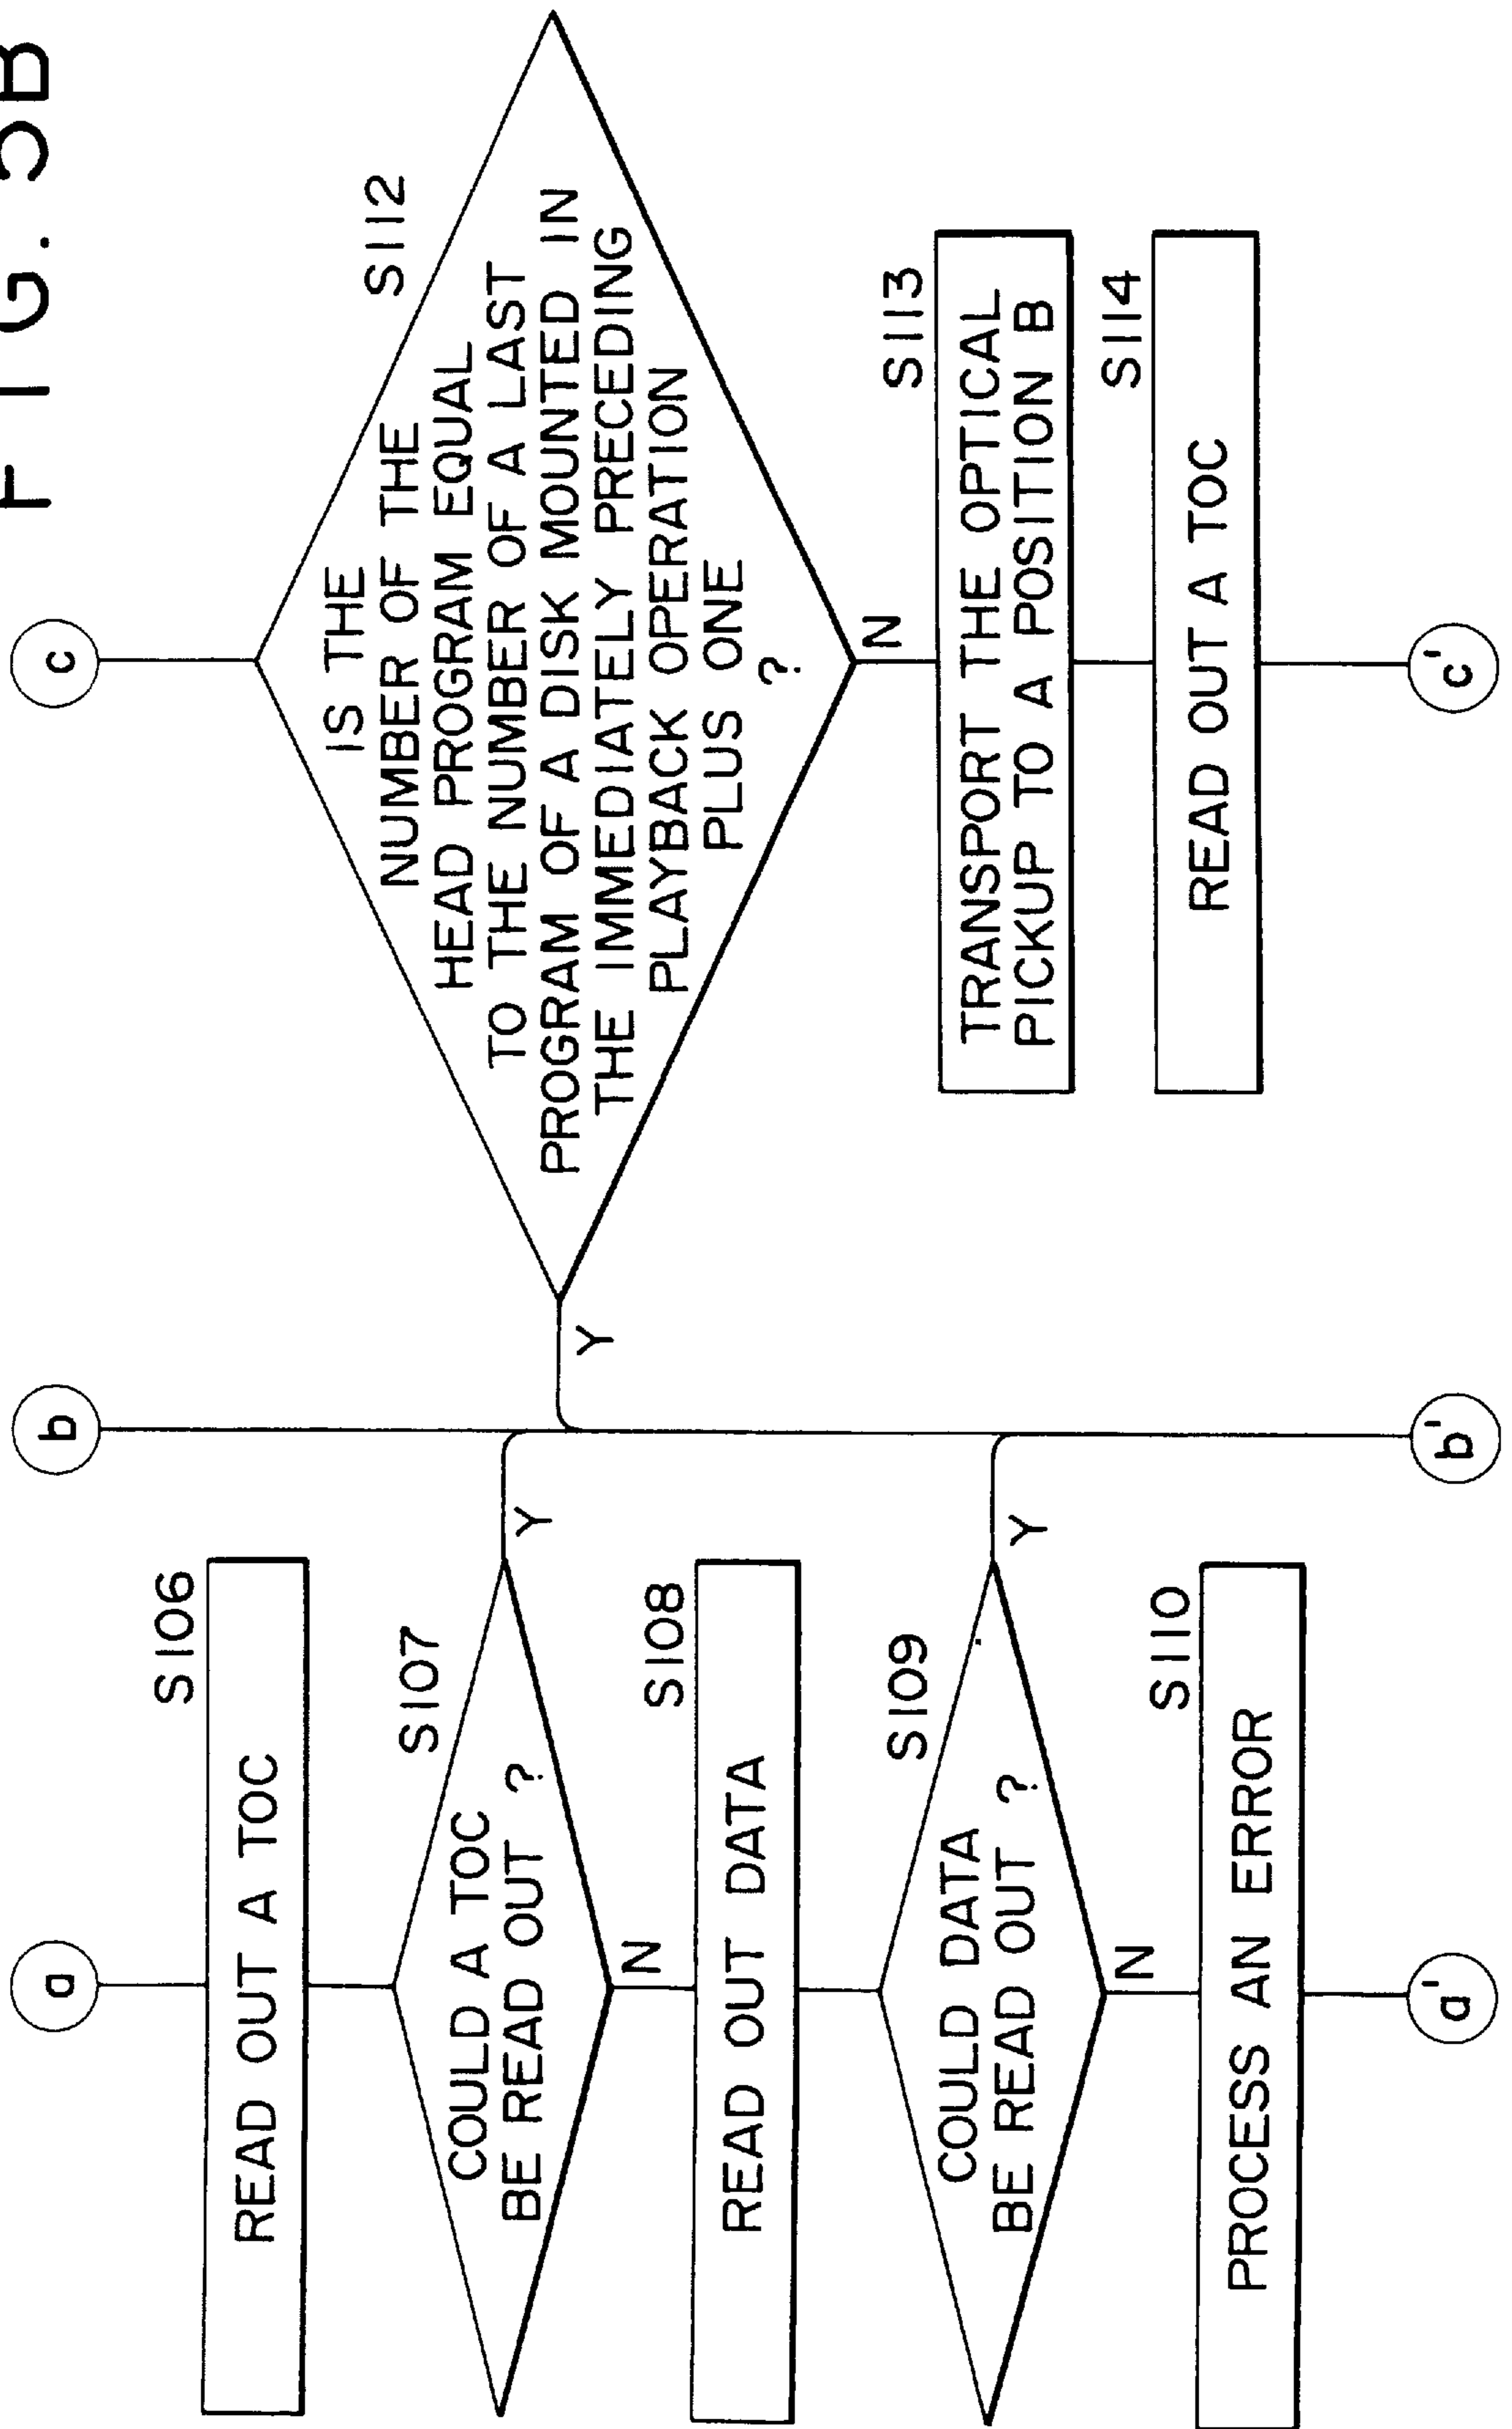 FIG. 5B
a
S106
READ OUT A TOC
S107
COULD A TOC
BE READ OUT ?
Y
N
S108
READ OUT DATA
S109
COULD DATA
BE READ OUT ?
Y
N
S110
PROCESS AN ERROR
a'
b
b'
c
S112
IS THE
NUMBER OF THE
HEAD PROGRAM EQUAL
TO THE NUMBER OF A LAST
PROGRAM OF A DISK MOUNTED IN
THE IMMEDIATELY PRECEDING
PLAYBACK OPERATION
PLUS ONE
?
Y
N
S113
TRANSPORT THE OPTICAL
PICKUP TO A POSITION B
S114
READ OUT A TOC
c'